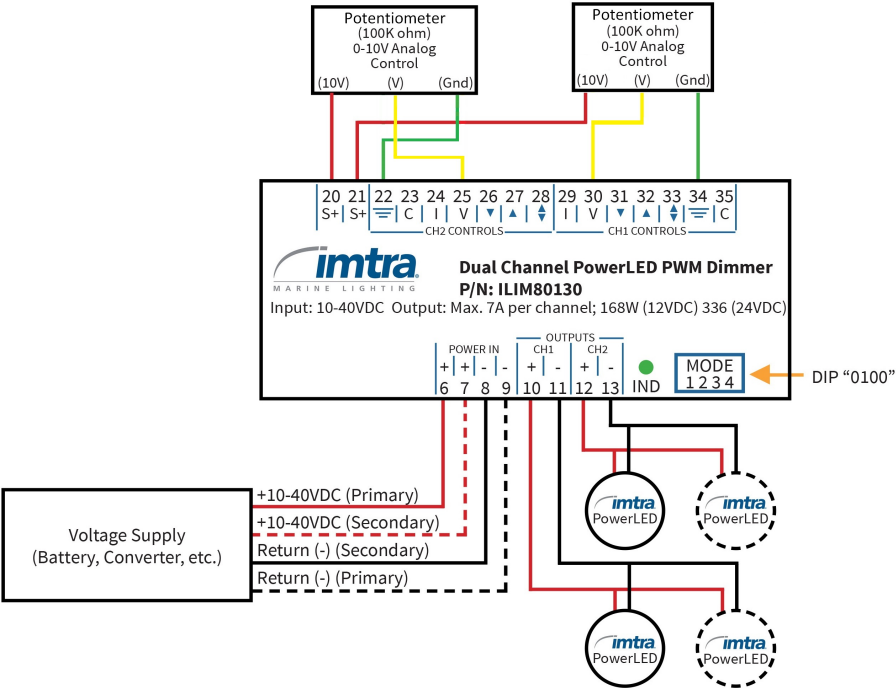 Potentiometer
(100K ohm)
0-10V Analog
Control
(10V) (V) (Gnd)
Potentiometer
(100K ohm)
0-10V Analog
Control
(10V) (V) (Gnd)
20 21 22 23 24 25 26 27 28 29 30 31 32 33 34 35
S+ S+ C I V I V C
CH2 CONTROLS CH1 CONTROLS
imtra
MARINE LIGHTING
Dual Channel PowerLED PWM Dimmer
P/N: ILIM80130
Input: 10-40VDC Output: Max. 7A per channel; 168W (12VDC) 336 (24VDC)
OUTPUTS
POWER IN CH1 CH2
+ + - - + - + -
6 7 8 9 10 11 12 13
IND
MODE
1 2 3 4
DIP “0100”
+10-40VDC (Primary)
+10-40VDC (Secondary)
Return (-) (Secondary)
Return (-) (Primary)
Voltage Supply
(Battery, Converter, etc.)
imtra
PowerLED
imtra
PowerLED
imtra
PowerLED
imtra
PowerLED